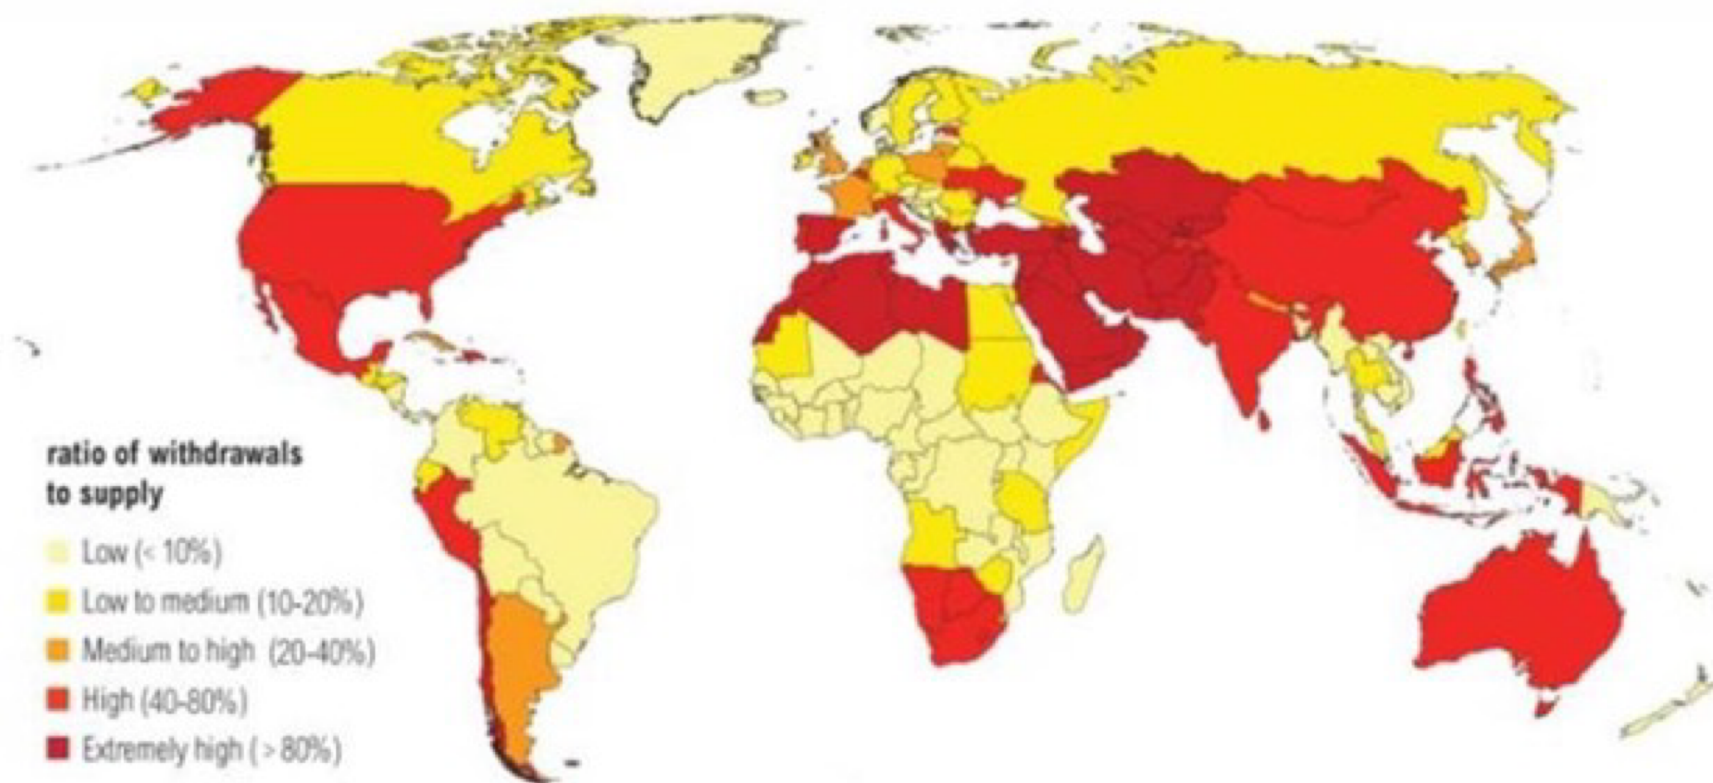 ratio of withdrawals
to supply
Low (< 10%)
Low to medium (10-20%)
Medium to high (20-40%)
High (40-80%)
Extremely high ( > 80%)